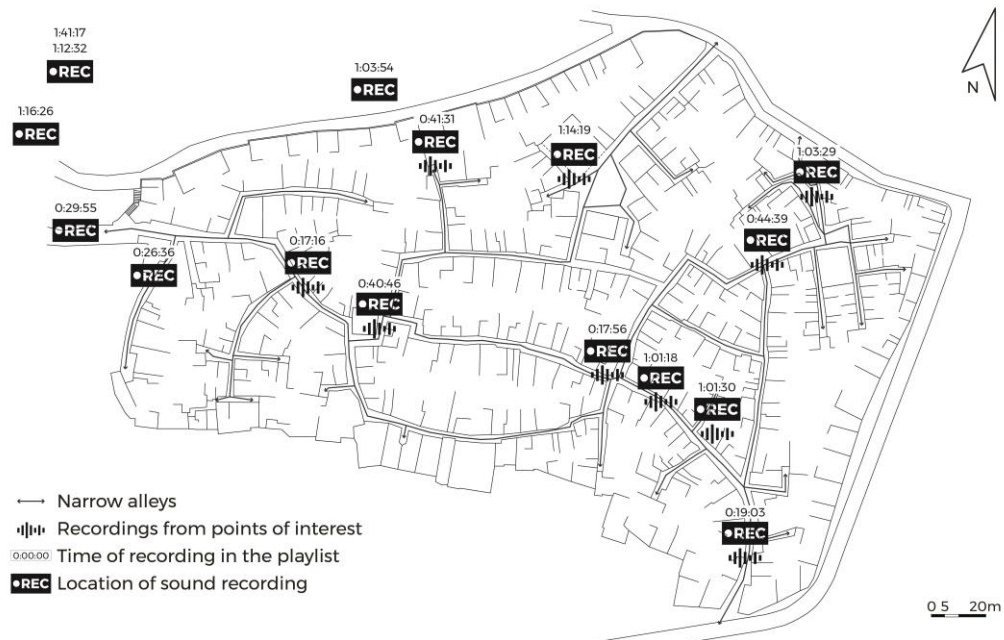 1:41:17
1:12:32
REC
1:16:26
REC
1:03:54
REC
0:41:31
REC
1:14:19
REC
1:03:29
REC
0:44:39
REC
0:29:55
REC
0:26:36
REC
0:17:16
REC
0:40:46
REC
0:17:56
REC
1:01:18
REC
1:01:30
REC
0:19:03
REC
N
Narrow alleys
Recordings from points of interest
0:00:00 Time of recording in the playlist
REC Location of sound recording
0 5 20m